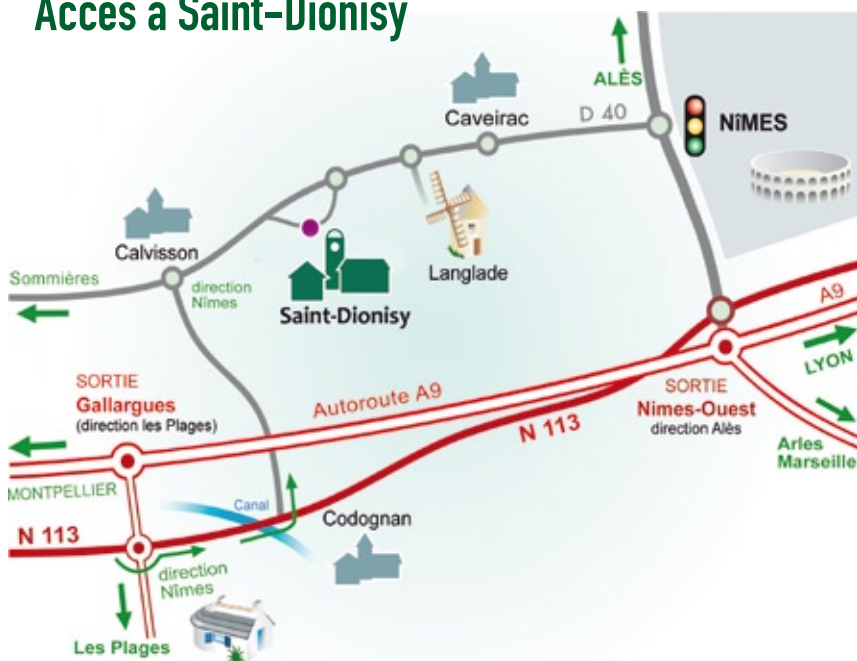 Accès à Saint-Dionisy
ALÈS
Caveirac
D 40
NîMES
Calvisson
Langlade
Sommières
direction
Nîmes
Saint-Dionisy
A9
LYON
SORTIE
Gallargues
(direction les Plages)
Autoroute A9
SORTIE
Nimes-Ouest
direction Alès
N 113
Arles
Marseille
MONTPELLIER
Canal
Codognan
N 113
direction
Nîmes
Les Plages